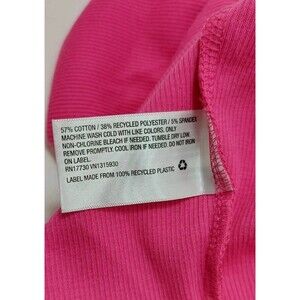 57% COTTON / 38% RECYCLED POLYESTER / 5% SPANDEX
MACHINE WASH COLD WITH LIKE COLORS. ONLY
NON-CHLORINE BLEACH IF NEEDED. TUMBLE DRY LOW.
REMOVE PROMPTLY. COOL IRON IF NEEDED. DO NOT IRON
ON LABEL.
RN17730 VN1315930
LABEL MADE FROM 100% RECYCLED PLASTIC